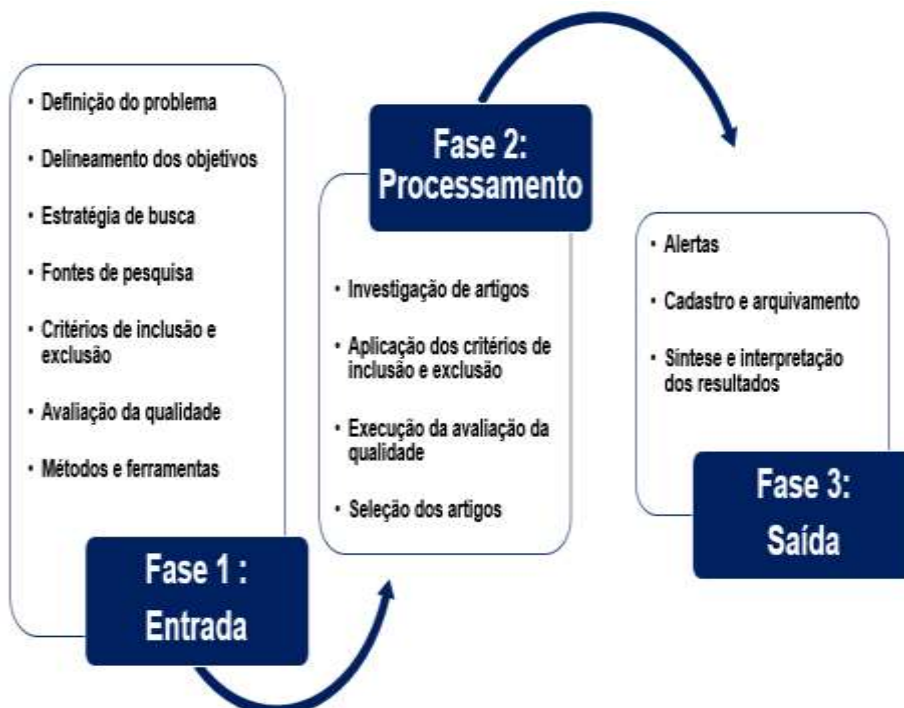 • Definição do problema
• Delineamento dos objetivos
• Estratégia de busca
• Fontes de pesquisa
• Critérios de inclusão e
exclusão
• Avaliação da qualidade
• Métodos e ferramentas
Fase 1 :
Entrada
Fase 2:
Processamento
• Investigação de artigos
• Aplicação dos critérios de
inclusão e exclusão
• Execução da avaliação da
qualidade
• Seleção dos artigos
• Alertas
• Cadastro e arquivamento
• Síntese e interpretação
dos resultados
Fase 3:
Saída